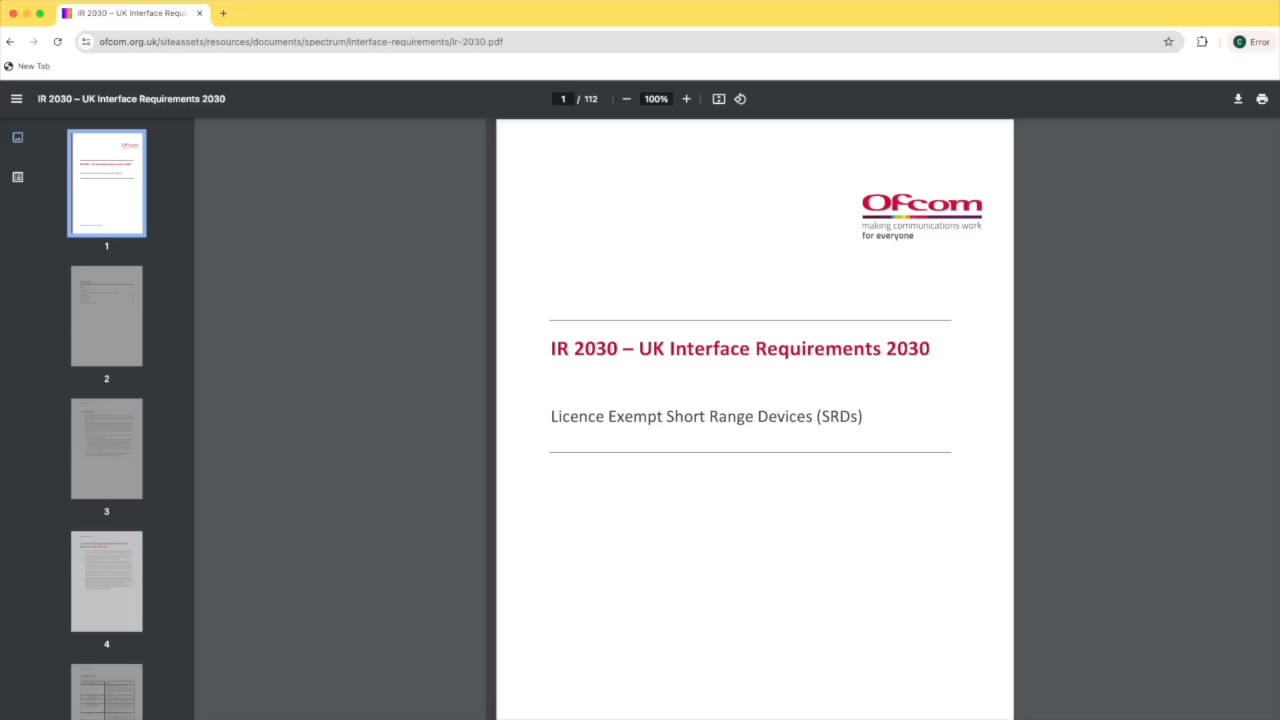 IR 2030 – UK Interface Requi
ofcom.org.uk/siteassets/resources/documents/spectrum/interface-requirements/ir-2030.pdf
C
Error
New Tab
IR 2030 – UK Interface Requirements 2030
1 / 112
100%
1
2
3
4
Ofcom
making communications work
for everyone
IR 2030 – UK Interface Requirements 2030
Licence Exempt Short Range Devices (SRDs)